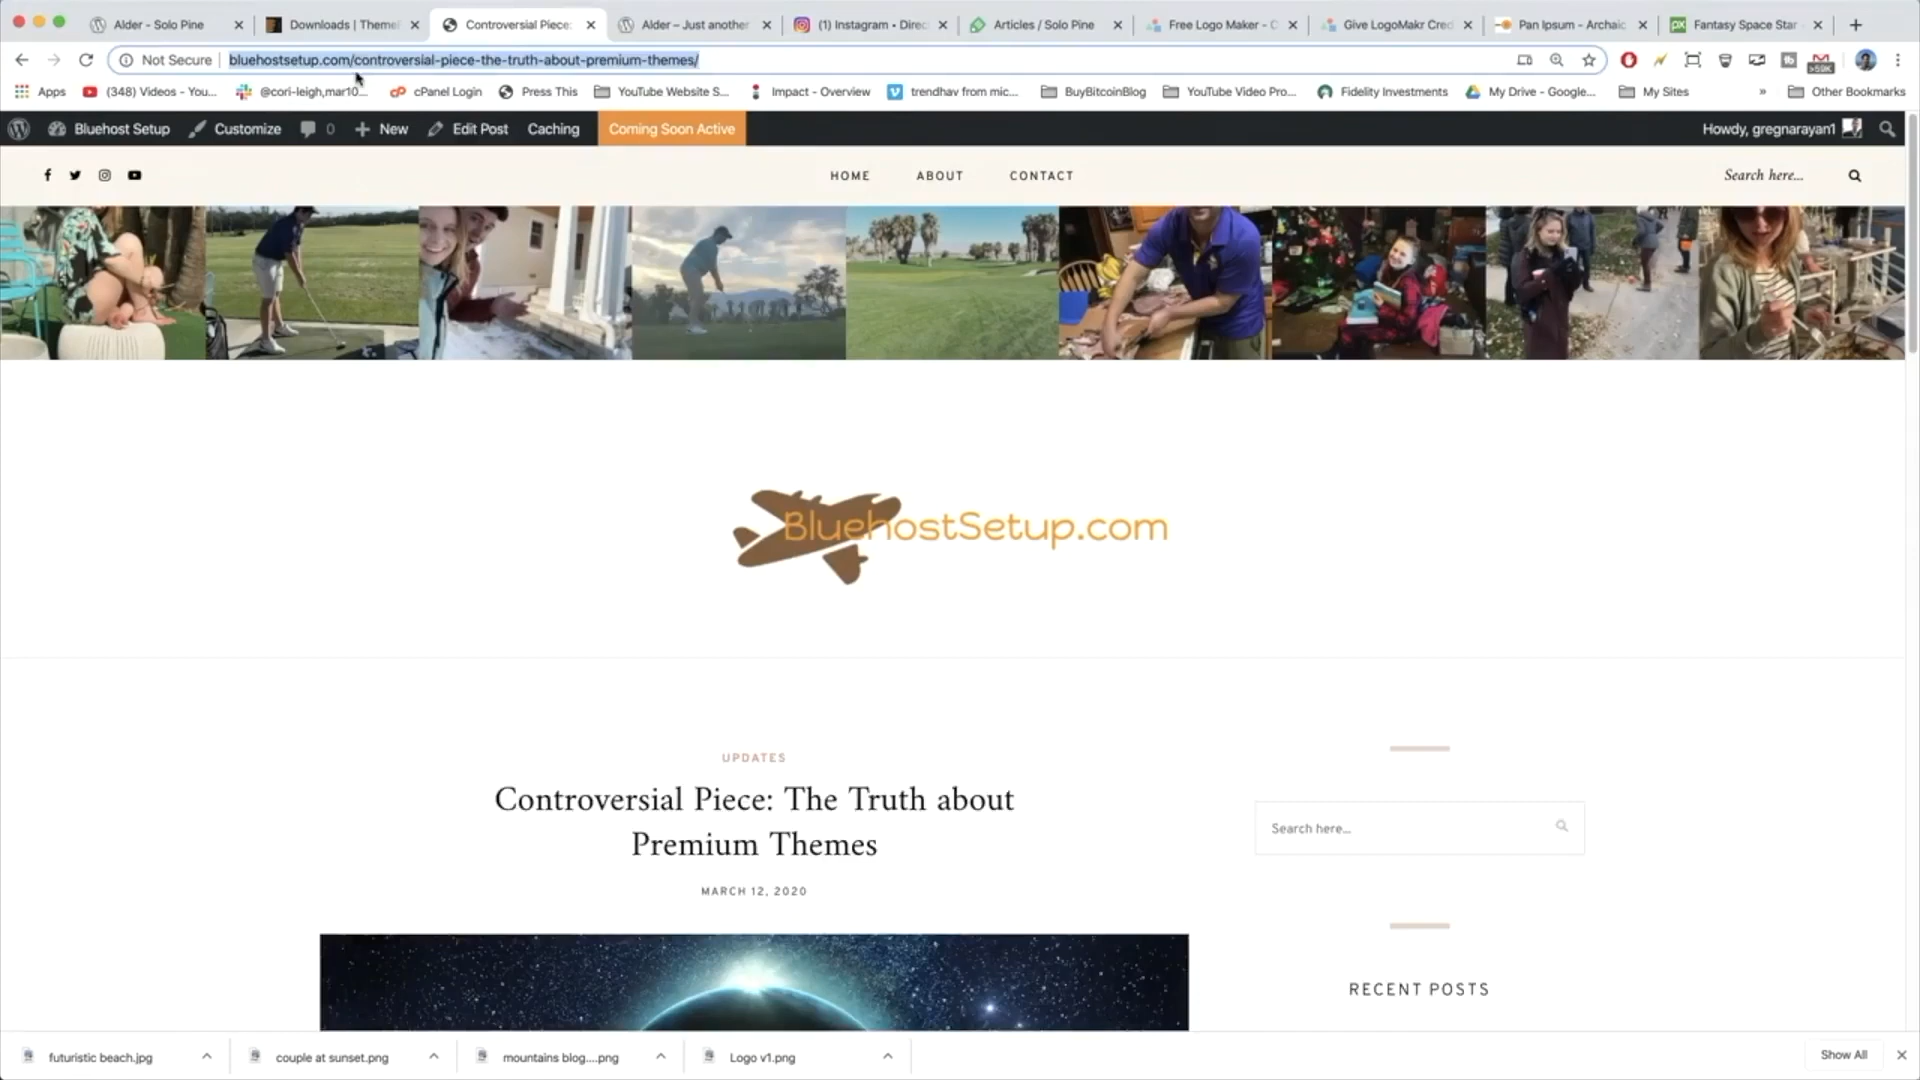 Alder - Solo Pine
Downloads | ThemeF
Controversial Piece:
Alder – Just another
(1) Instagram • Direc
Articles / Solo Pine
Free Logo Maker - C
Give LogoMakr Cred
Pan Ipsum - Archaic
Fantasy Space Star
Not Secure
bluehostsetup.com/controversial-piece-the-truth-about-premium-themes/
>50K
Apps
(348) Videos - You...
@cori-leigh,mar10...
cPanel Login
Press This
YouTube Website S...
Impact - Overview
trendhav from mic...
BuyBitcoinBlog
YouTube Video Pro...
Fidelity Investments
My Drive - Google...
My Sites
»
Other Bookmarks
Bluehost Setup
Customize
0
New
Edit Post
Caching
Coming Soon Active
Howdy, gregnarayan1
HOME
ABOUT
CONTACT
Search here...
BluehostSetup.com
UPDATES
Controversial Piece: The Truth about
Premium Themes
MARCH 12, 2020
Search here...
RECENT POSTS
futuristic beach.jpg
couple at sunset.png
mountains blog....png
Logo v1.png
Show All